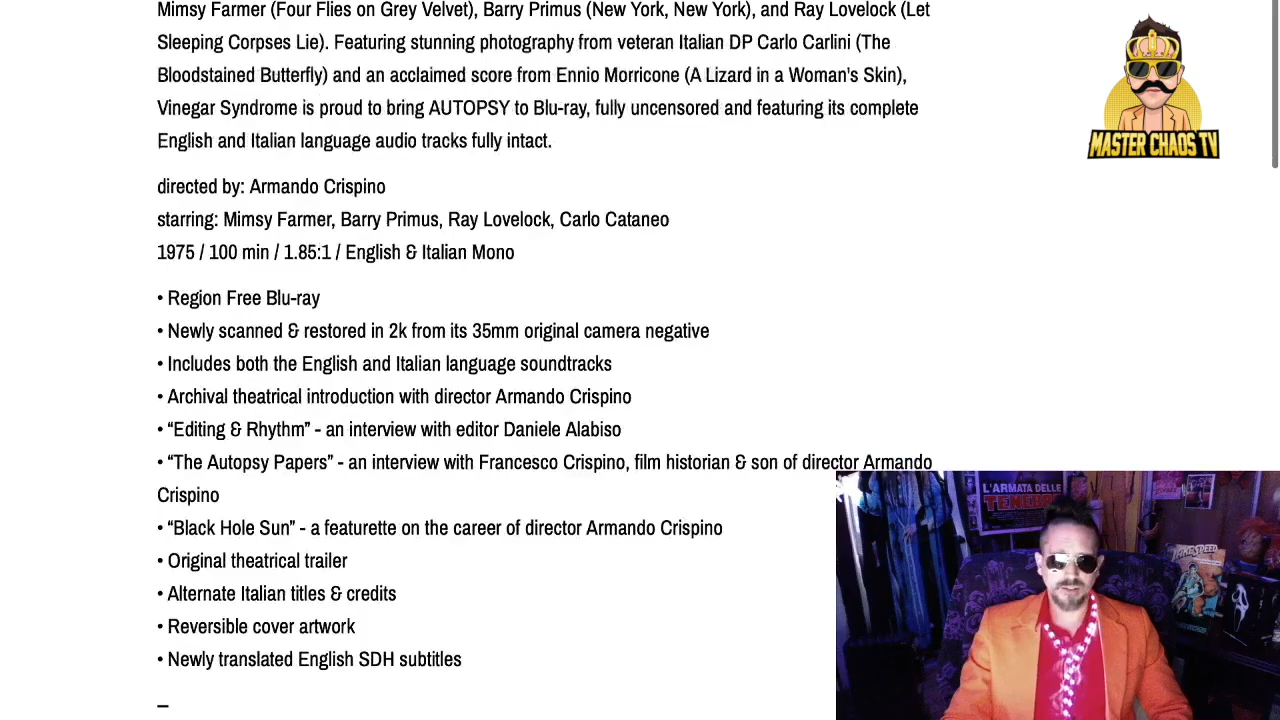 Mimsy Farmer (Four Flies on Grey Velvet), Barry Primus (New York, New York), and Ray Lovelock (Let
Sleeping Corpses Lie). Featuring stunning photography from veteran Italian DP Carlo Carlini (The
Bloodstained Butterfly) and an acclaimed score from Ennio Morricone (A Lizard in a Woman's Skin),
Vinegar Syndrome is proud to bring AUTOPSY to Blu-ray, fully uncensored and featuring its complete
English and Italian language audio tracks fully intact.
MASTER CHAOS TV
directed by: Armando Crispino
starring: Mimsy Farmer, Barry Primus, Ray Lovelock, Carlo Cataneo
1975 / 100 min / 1.85:1 / English & Italian Mono
• Region Free Blu-ray
• Newly scanned & restored in 2k from its 35mm original camera negative
• Includes both the English and Italian language soundtracks
• Archival theatrical introduction with director Armando Crispino
• “Editing & Rhythm” - an interview with editor Daniele Alabiso
• “The Autopsy Papers” - an interview with Francesco Crispino, film historian & son of director Armando
Crispino
• “Black Hole Sun” - a featurette on the career of director Armando Crispino
• Original theatrical trailer
• Alternate Italian titles & credits
• Reversible cover artwork
• Newly translated English SDH subtitles
–
L'ARMATA DELLE
TENEBRE